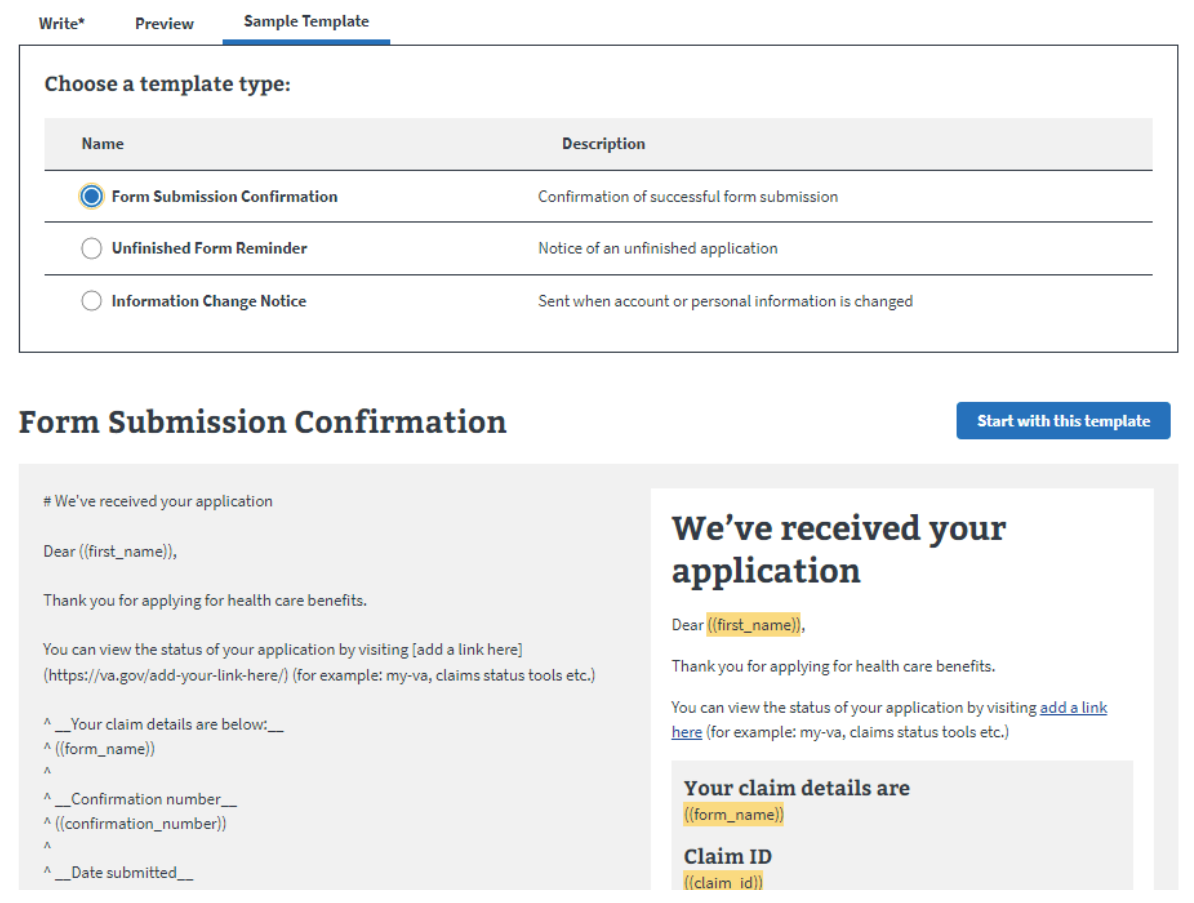 Write*
Preview
Sample Template
Choose a template type:
Name
Description
Form Submission Confirmation
Confirmation of successful form submission
Unfinished Form Reminder
Notice of an unfinished application
Information Change Notice
Sent when account or personal information is changed
Form Submission Confirmation
Start with this template
# We've received your application
Dear ((first_name)),
Thank you for applying for health care benefits.
You can view the status of your application by visiting [add a link here]
(https://va.gov/add-your-link-here/) (for example: my-va, claims status tools etc.)
^ __Your claim details are below:__
^ ((form_name))
^
^ __Confirmation number__
^ ((confirmation_number))
^
^ __Date submitted__
We’ve received your
application
Dear ((first_name)),
Thank you for applying for health care benefits.
You can view the status of your application by visiting add a link
here (for example: my-va, claims status tools etc.)
Your claim details are
((form_name))
Claim ID
((claim_id))